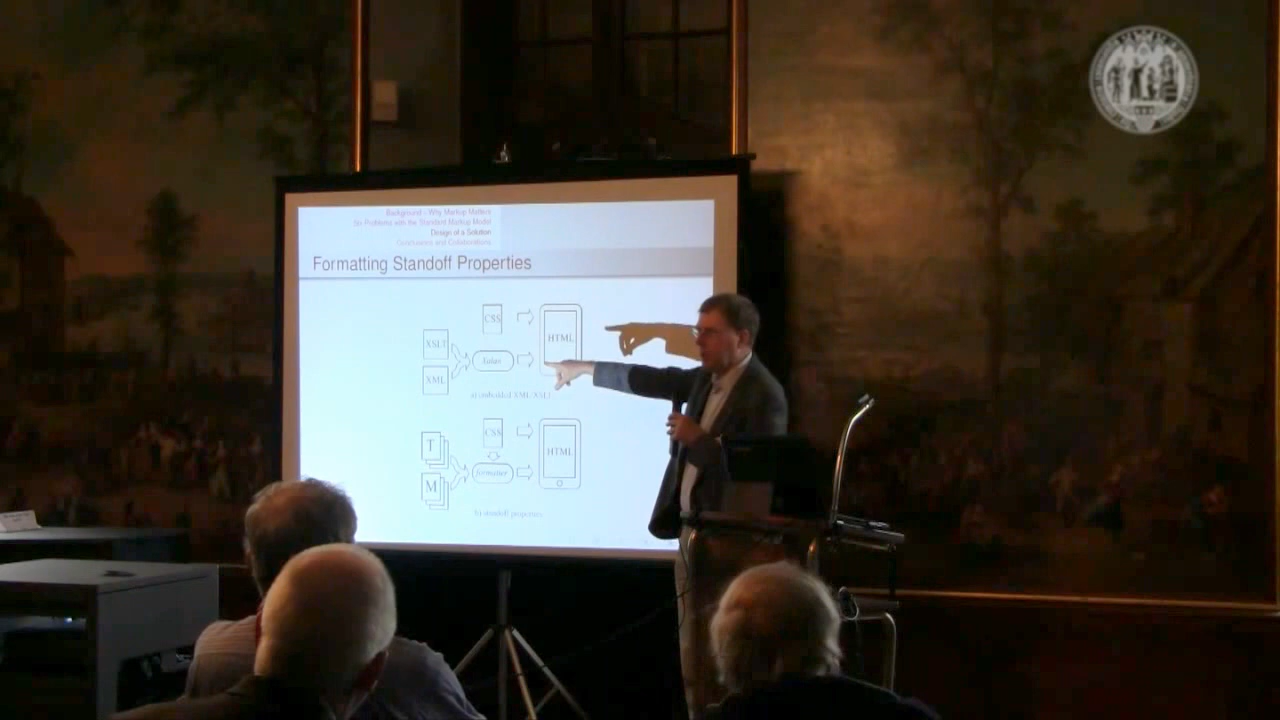 Background – Why Markup Matters
Six Problems with the Standard Markup Model
Design of a Solution
Conclusions and Collaborations
Formatting Standoff Properties
CSS
XSLT
HTML
XML
a) embedded XML/XSLT
CSS
T
HTML
formatter
M
b) standoff properties